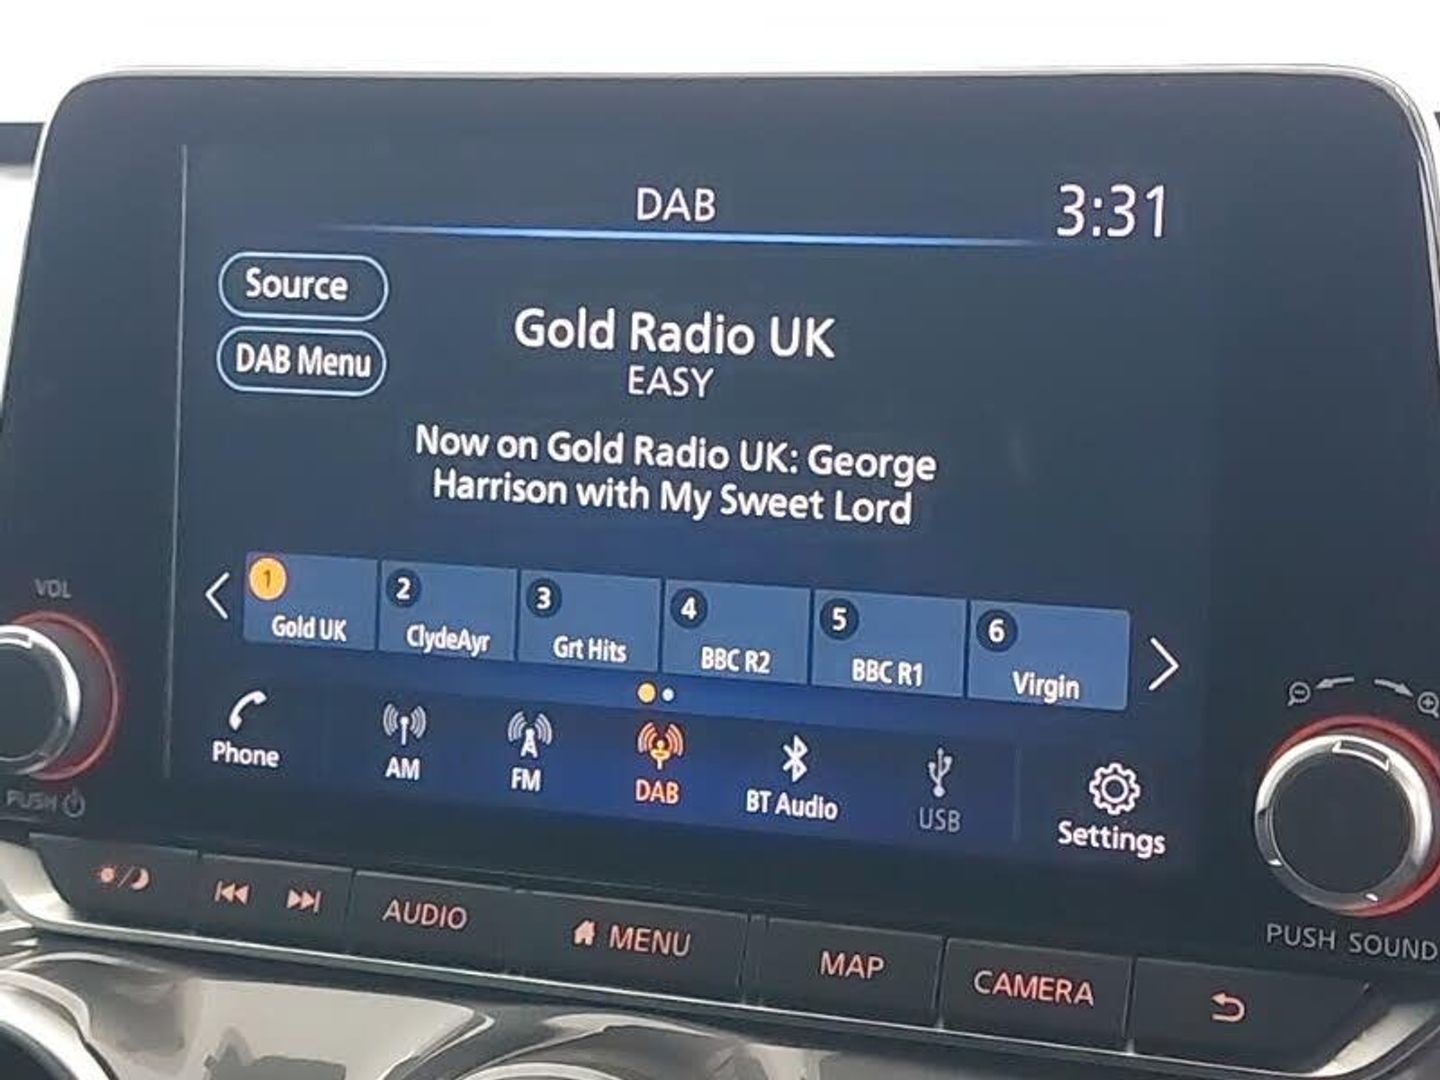 DAB
3:31
Source
DAB Menu
Gold Radio UK
EASY
Now on Gold Radio UK: George
Harrison with My Sweet Lord
1
Gold UK
2
ClydeAyr
3
Grt Hits
4
BBC R2
5
BBC R1
6
Virgin
Phone
AM
FM
DAB
BT Audio
USB
Settings
VOL
PUSH
AUDIO
MENU
MAP
CAMERA
PUSH SOUND